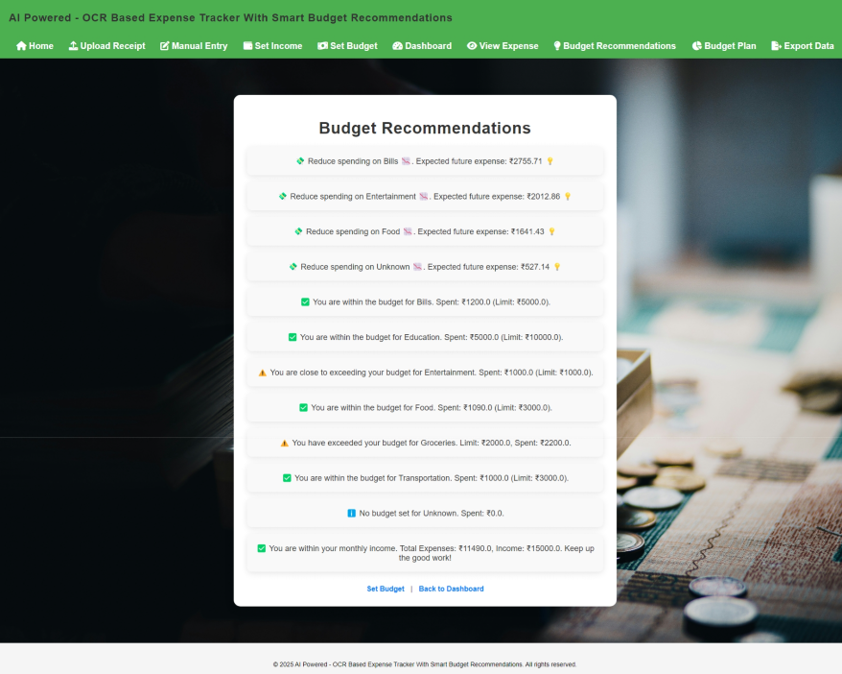 AI Powered - OCR Based Expense Tracker With Smart Budget Recommendations
Home Upload Receipt Manual Entry Set Income Set Budget Dashboard View Expense Budget Recommendations Budget Plan Export Data
Budget Recommendations
Reduce spending on Bills . Expected future expense: ₹2755.71
Reduce spending on Entertainment . Expected future expense: ₹2012.86
Reduce spending on Food . Expected future expense: ₹1641.43
Reduce spending on Unknown . Expected future expense: ₹527.14
You are within the budget for Bills. Spent: ₹1200.0 (Limit: ₹5000.0).
You are within the budget for Education. Spent: ₹5000.0 (Limit: ₹10000.0).
You are close to exceeding your budget for Entertainment. Spent: ₹1000.0 (Limit: ₹1000.0).
You are within the budget for Food. Spent: ₹1090.0 (Limit: ₹3000.0).
You have exceeded your budget for Groceries. Limit: ₹2000.0, Spent: ₹2200.0.
You are within the budget for Transportation. Spent: ₹1000.0 (Limit: ₹3000.0).
No budget set for Unknown. Spent: ₹0.0.
You are within your monthly income. Total Expenses: ₹11490.0, Income: ₹15000.0. Keep up
the good work!
Set Budget | Back to Dashboard
© 2025 AI Powered - OCR Based Expense Tracker With Smart Budget Recommendations. All rights reserved.